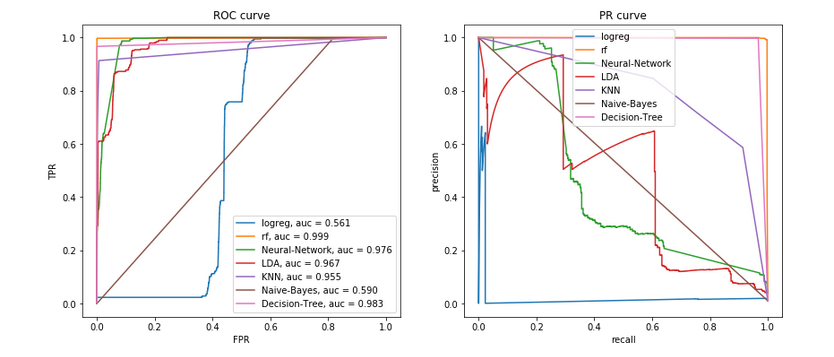 ROC curve
1.0
0.8
0.6
0.4
0.2
0.0
TPR
0.0
0.2
0.4
0.6
0.8
1.0
FPR
logreg, auc = 0.561
rf, auc = 0.999
Neural-Network, auc = 0.976
LDA, auc = 0.967
KNN, auc = 0.955
Naive-Bayes, auc = 0.590
Decision-Tree, auc = 0.983
PR curve
1.0
0.8
0.6
0.4
0.2
0.0
precision
0.0
0.2
0.4
0.6
0.8
1.0
recall
logreg
rf
Neural-Network
LDA
KNN
Naive-Bayes
Decision-Tree